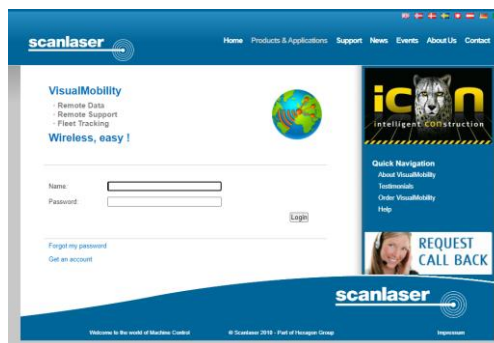 scanlaser
Home Products & Applications Support News Events About Us Contact
VisualMobility
- Remote Data
- Remote Support
- Fleet Tracking
Wireless, easy !
Name:
Password:
Login
Forgot my password
Get an account
icon
intelligent construction
Quick Navigation
About VisualMobility
Testimonials
Order VisualMobility
Help
REQUEST
CALL BACK
scanlaser
Welcome to the world of Machine Control © Scanlaser 2010 - Part of Hexagon Group Impressum